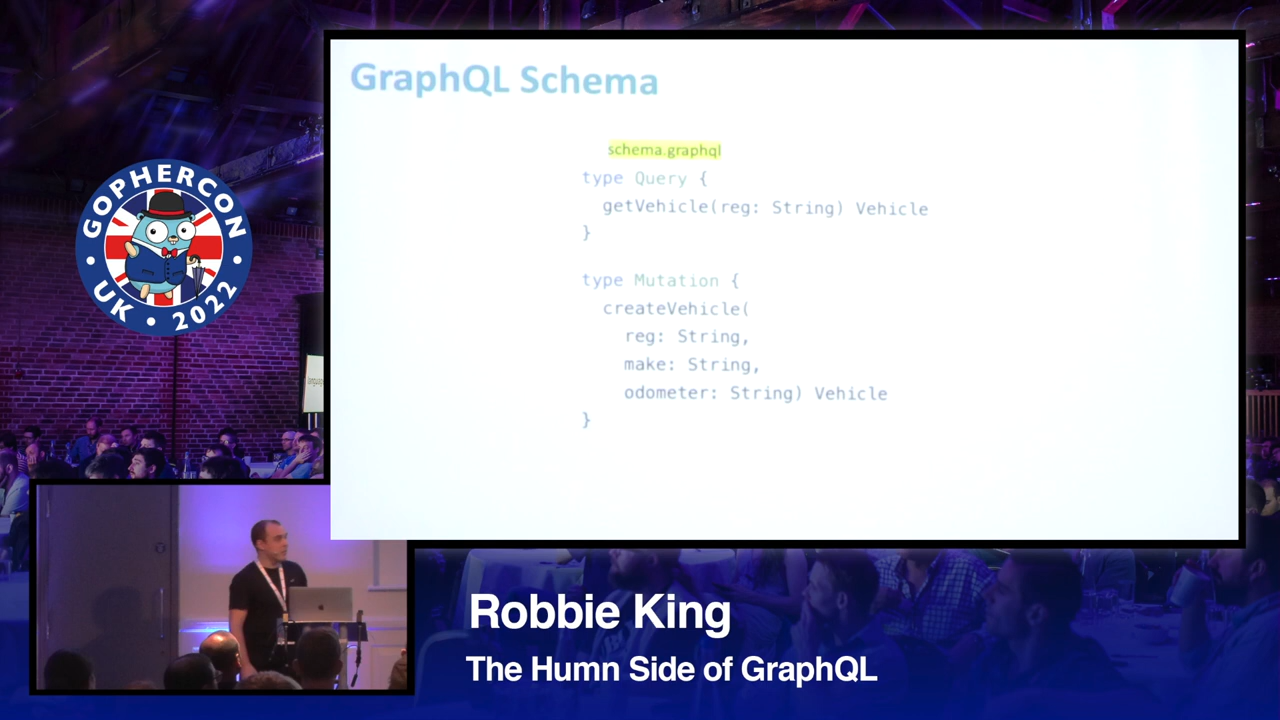 GraphQL Schema
schema.graphql
type Query {
getVehicle(reg: String) Vehicle
}
type Mutation {
createVehicle(
reg: String,
make: String,
odometer: String) Vehicle
}
GOPHERCON
UK • 2022
Robbie King
The Humn Side of GraphQL